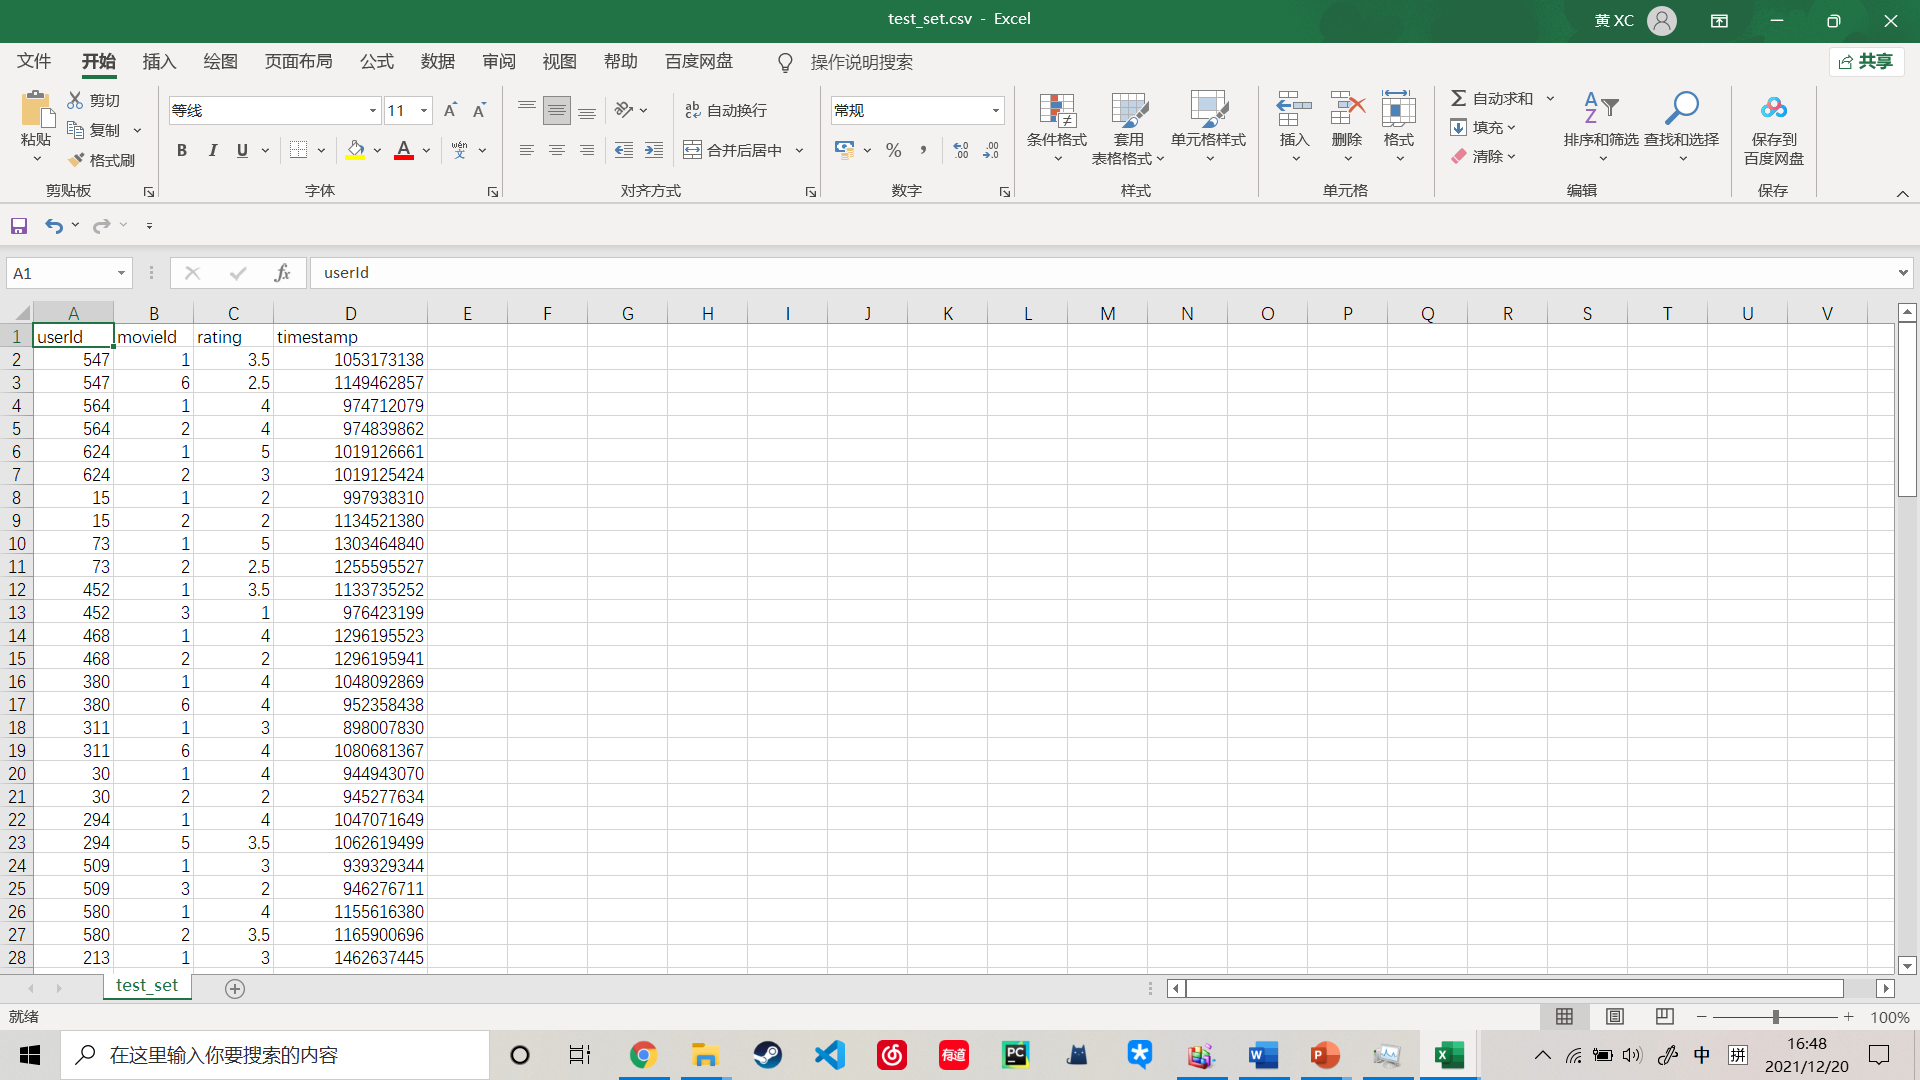 test_set.csv - Excel
黄 XC
文件 开始 插入 绘图 页面布局 公式 数据 审阅 视图 帮助 百度网盘 操作说明搜索 共享
粘贴 剪切 复制 格式刷 剪贴板
等线 11 B I U A wén 文 字体
自动换行 合并后居中 对齐方式
常规 % 数字
条件格式 套用 表格格式 单元格样式 样式
插入 删除 格式 单元格
自动求和 填充 清除 排序和筛选 查找和选择 编辑
保存到 百度网盘 保存
A1 fx userId
A B C D E F G H I J K L M N O P Q R S T U V
1 userId movieId rating timestamp
2 547 1 3.5 1053173138
3 547 6 2.5 1149462857
4 564 1 4 974712079
5 564 2 4 974839862
6 624 1 5 1019126661
7 624 2 3 1019125424
8 15 1 2 997938310
9 15 2 2 1134521380
10 73 1 5 1303464840
11 73 2 2.5 1255595527
12 452 1 3.5 1133735252
13 452 3 1 976423199
14 468 1 4 1296195523
15 468 2 2 1296195941
16 380 1 4 1048092869
17 380 6 4 952358438
18 311 1 3 898007830
19 311 6 4 1080681367
20 30 1 4 944943070
21 30 2 2 945277634
22 294 1 4 1047071649
23 294 5 3.5 1062619499
24 509 1 3 939329344
25 509 3 2 946276711
26 580 1 4 1155616380
27 580 2 3.5 1165900696
28 213 1 3 1462637445
test_set
就绪 100%
在这里输入你要搜索的内容
有道 PC W P X 中 拼
16:48
2021/12/20